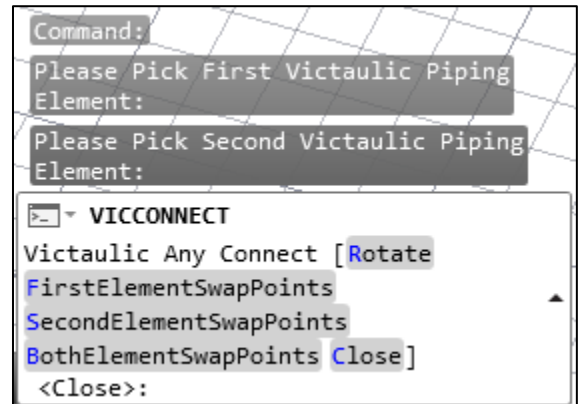 Command:
Please Pick First Victaulic Piping
Element:
Please Pick Second Victaulic Piping
Element:
VICCONNECT
Victaulic Any Connect [Rotate
FirstElementSwapPoints
SecondElementSwapPoints
BothElementSwapPoints Close]
<Close>: